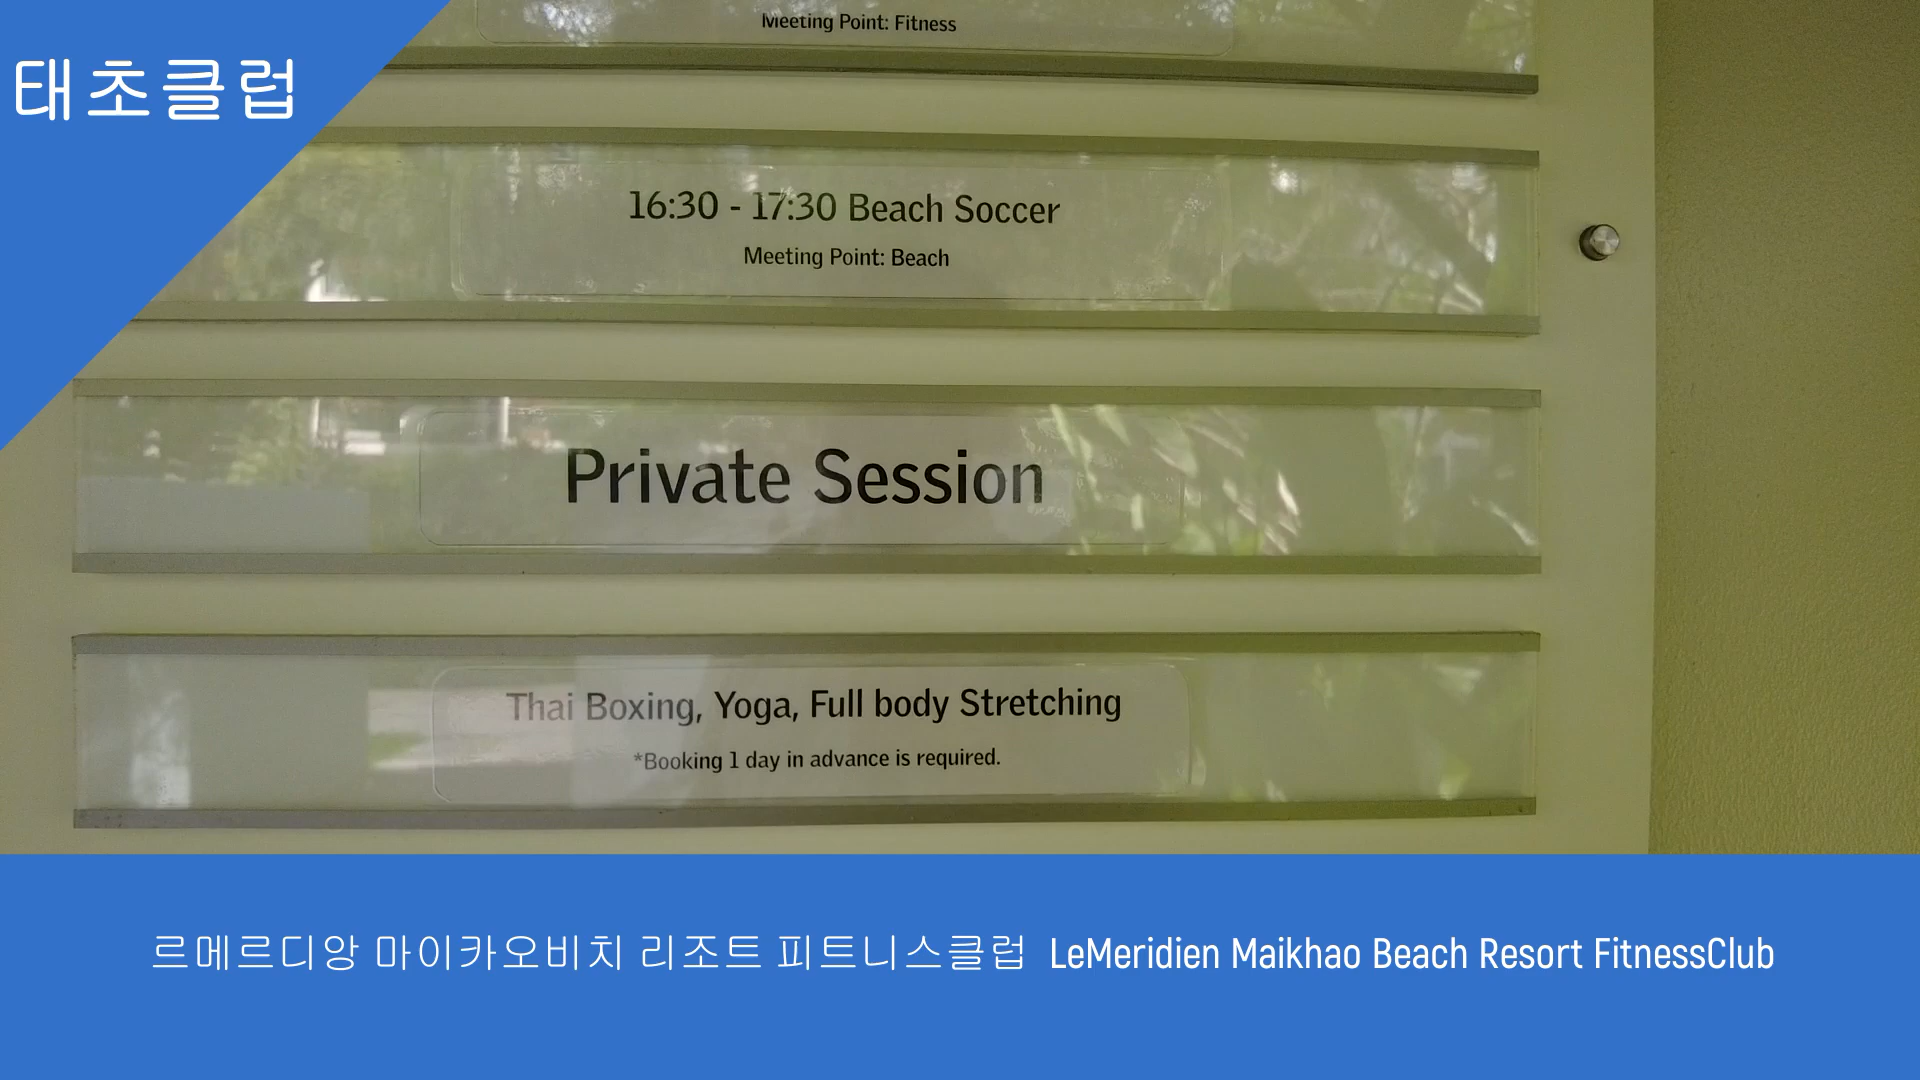 태초클럽
Meeting Point: Fitness
16:30 - 17:30 Beach Soccer
Meeting Point: Beach
Private Session
Thai Boxing, Yoga, Full body Stretching
*Booking 1 day in advance is required.
르메르디앙 마이카오비치 리조트 피트니스클럽 LeMeridien Maikhao Beach Resort FitnessClub